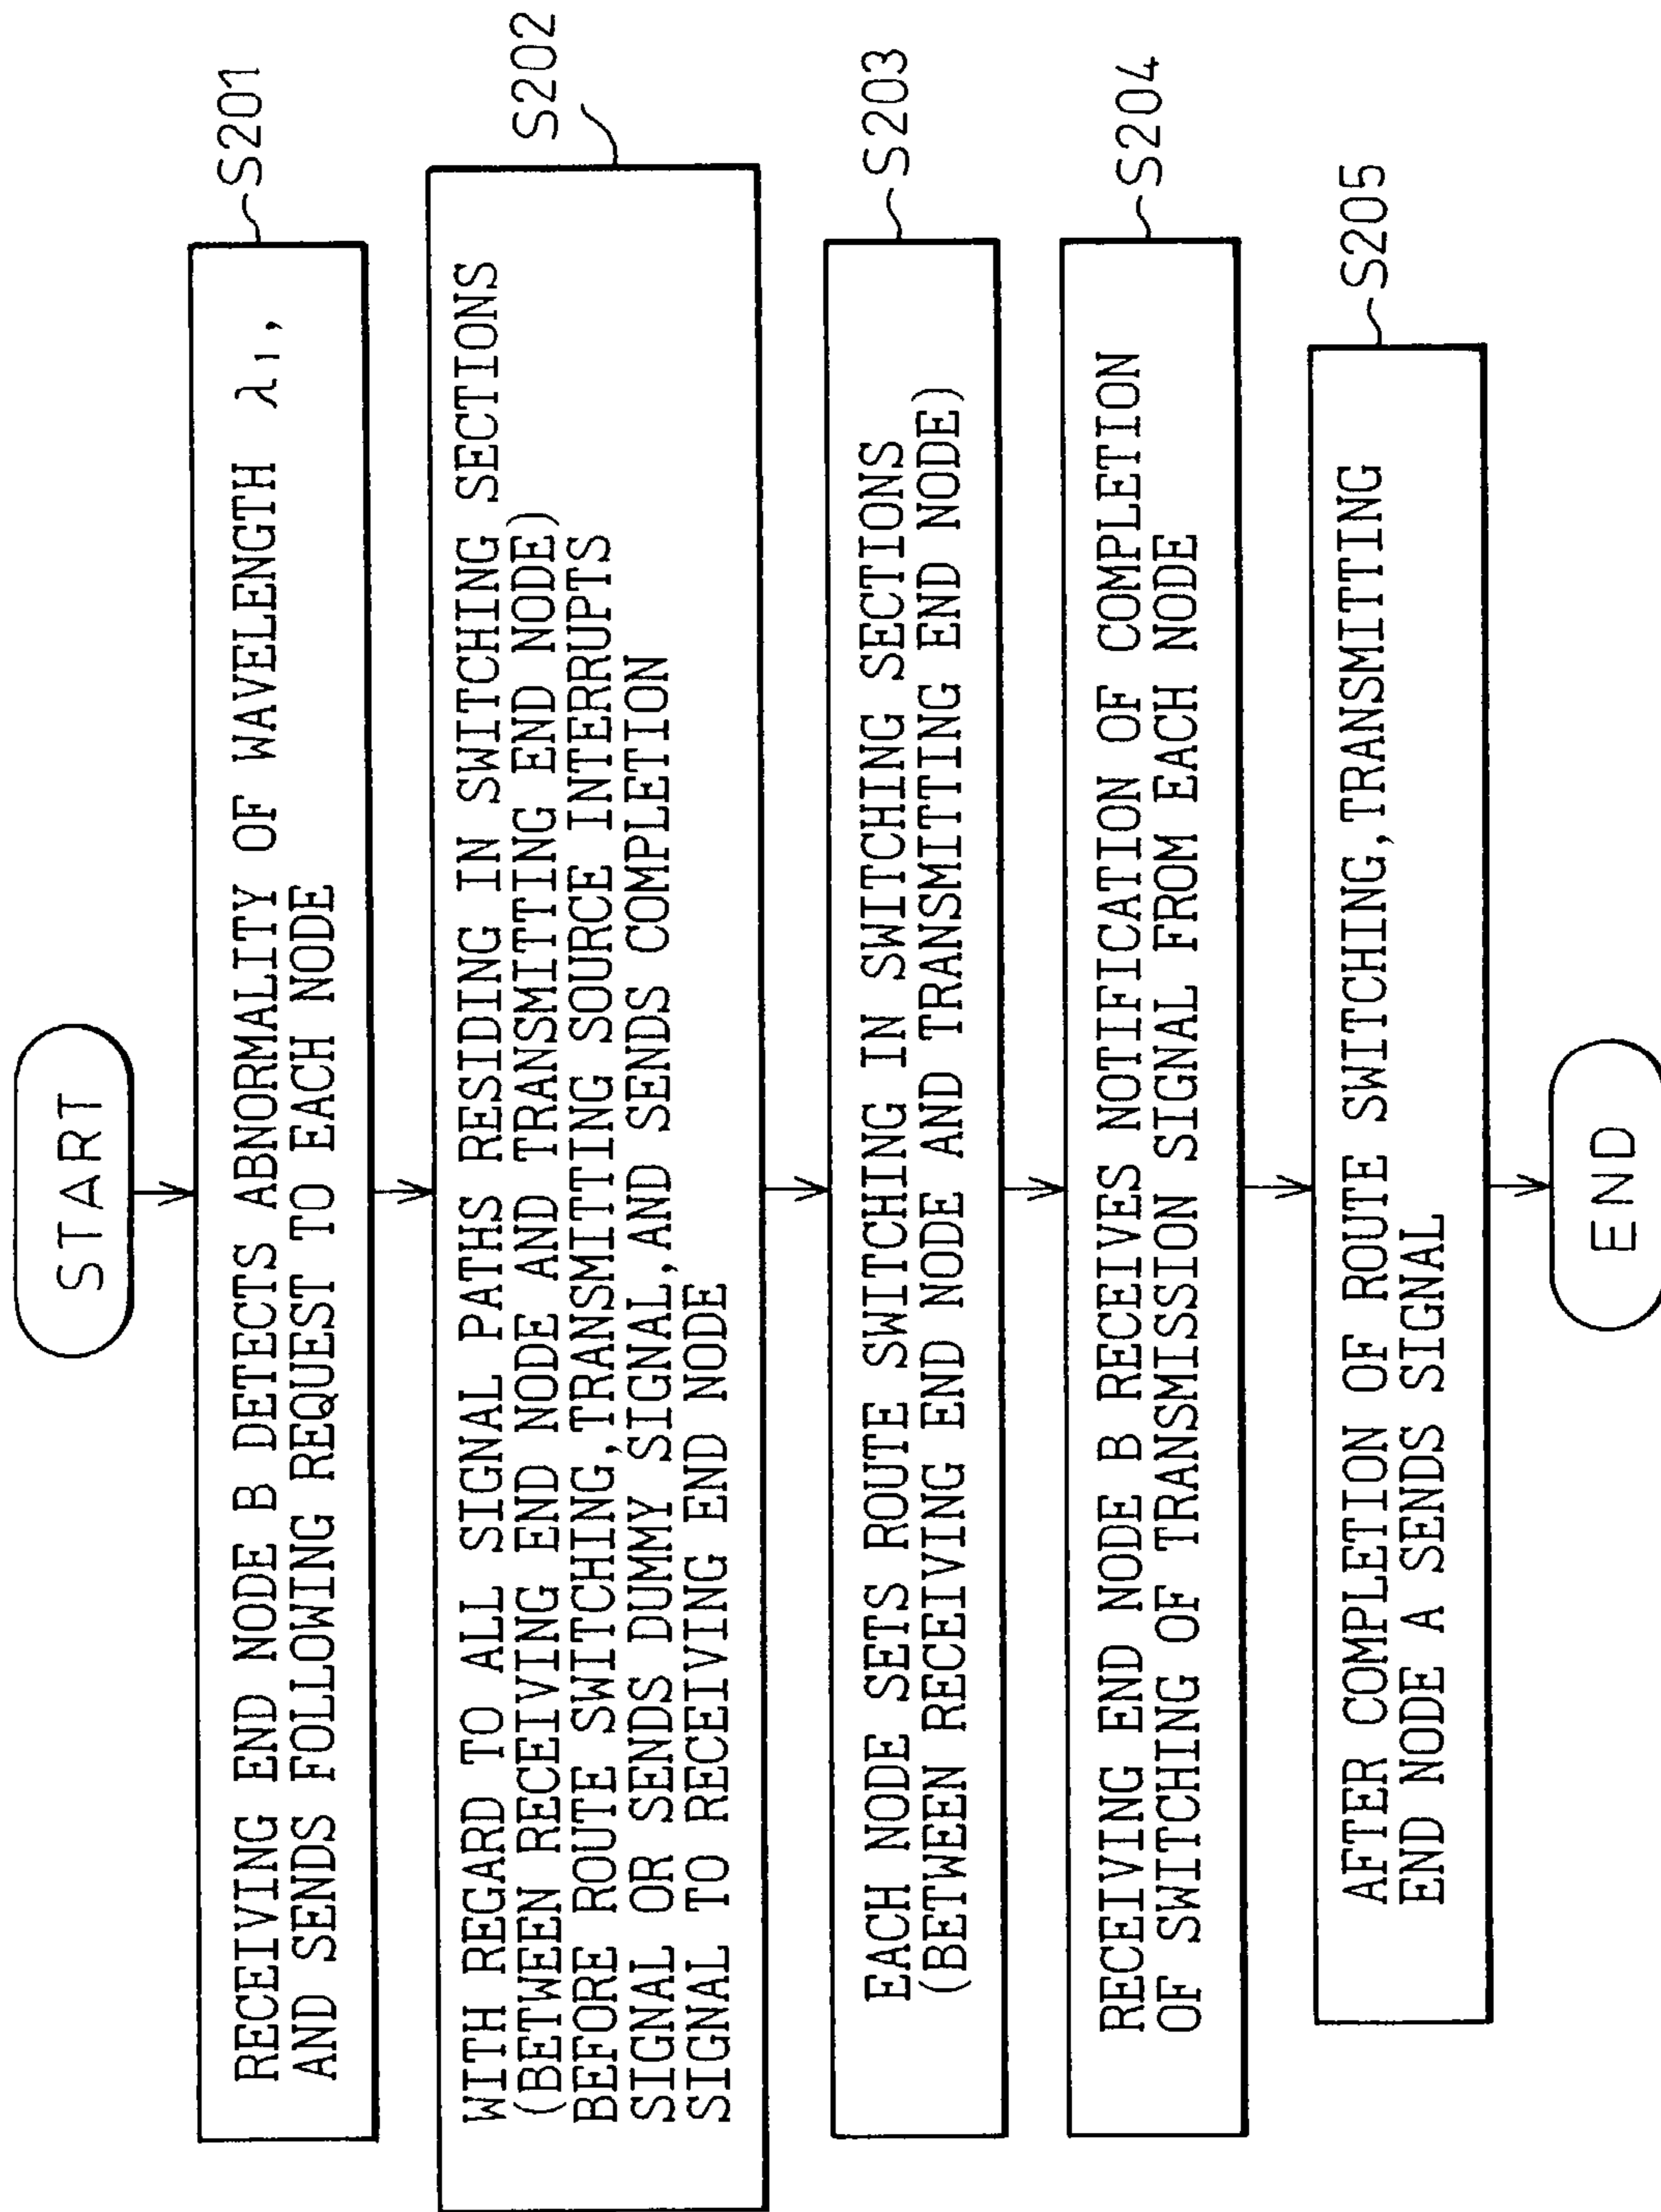 START
RECEIVING END NODE B DETECTS ABNORMALITY OF WAVELENGTH λ1,
AND SENDS FOLLOWING REQUEST TO EACH NODE
S201
WITH REGARD TO ALL SIGNAL PATHS RESIDING IN SWITCHING SECTIONS
(BETWEEN RECEIVING END NODE AND TRANSMITTING END NODE)
BEFORE ROUTE SWITCHING,TRANSMITTING SOURCE INTERRUPTS
SIGNAL OR SENDS DUMMY SIGNAL,AND SENDS COMPLETION
SIGNAL TO RECEIVING END NODE
S202
EACH NODE SETS ROUTE SWITCHING IN SWITCHING SECTIONS
(BETWEEN RECEIVING END NODE AND TRANSMITTING END NODE)
S203
RECEIVING END NODE B RECEIVES NOTIFICATION OF COMPLETION
OF SWITCHING OF TRANSMISSION SIGNAL FROM EACH NODE
S204
AFTER COMPLETION OF ROUTE SWITCHING,TRANSMITTING
END NODE A SENDS SIGNAL
S205
END